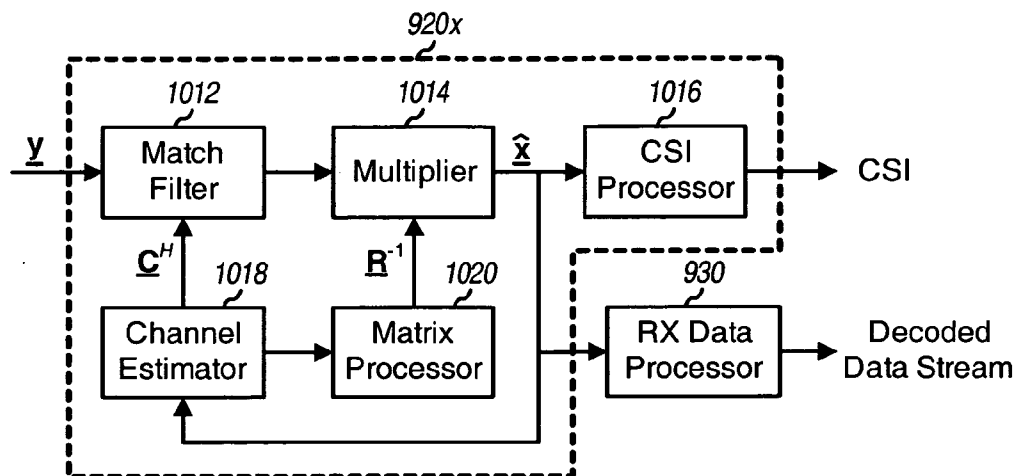 920x
1012
1014
1016
y
Match
Filter
Multiplier
x̂
CSI
Processor
CSI
C^H
1018
R^-1
1020
930
Channel
Estimator
Matrix
Processor
RX Data
Processor
Decoded
Data Stream